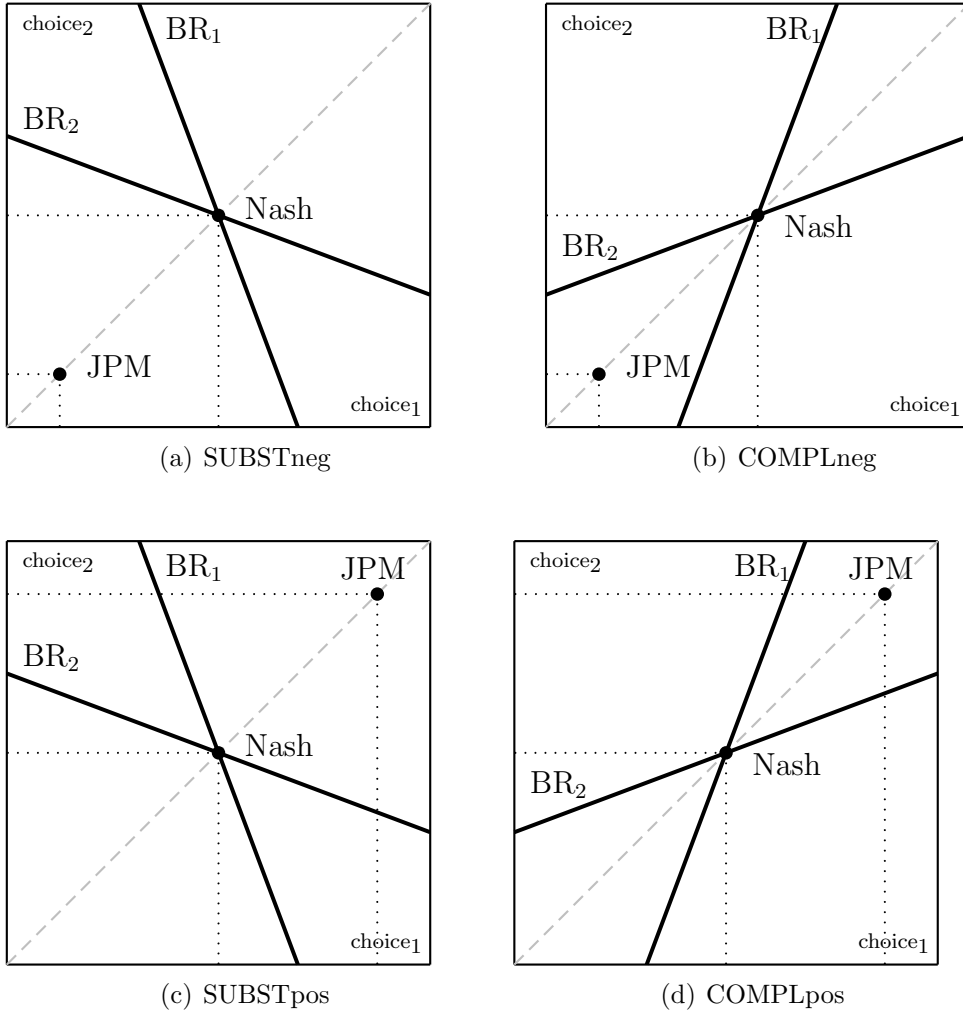 choice₂
BR₁
BR₂
Nash
JPM
choice₁
(a) SUBSTneg
choice₂
BR₁
BR₂
Nash
JPM
choice₁
(b) COMPLneg
choice₂
BR₁
JPM
BR₂
Nash
choice₁
(c) SUBSTpos
choice₂
BR₁
JPM
BR₂
Nash
choice₁
(d) COMPLpos